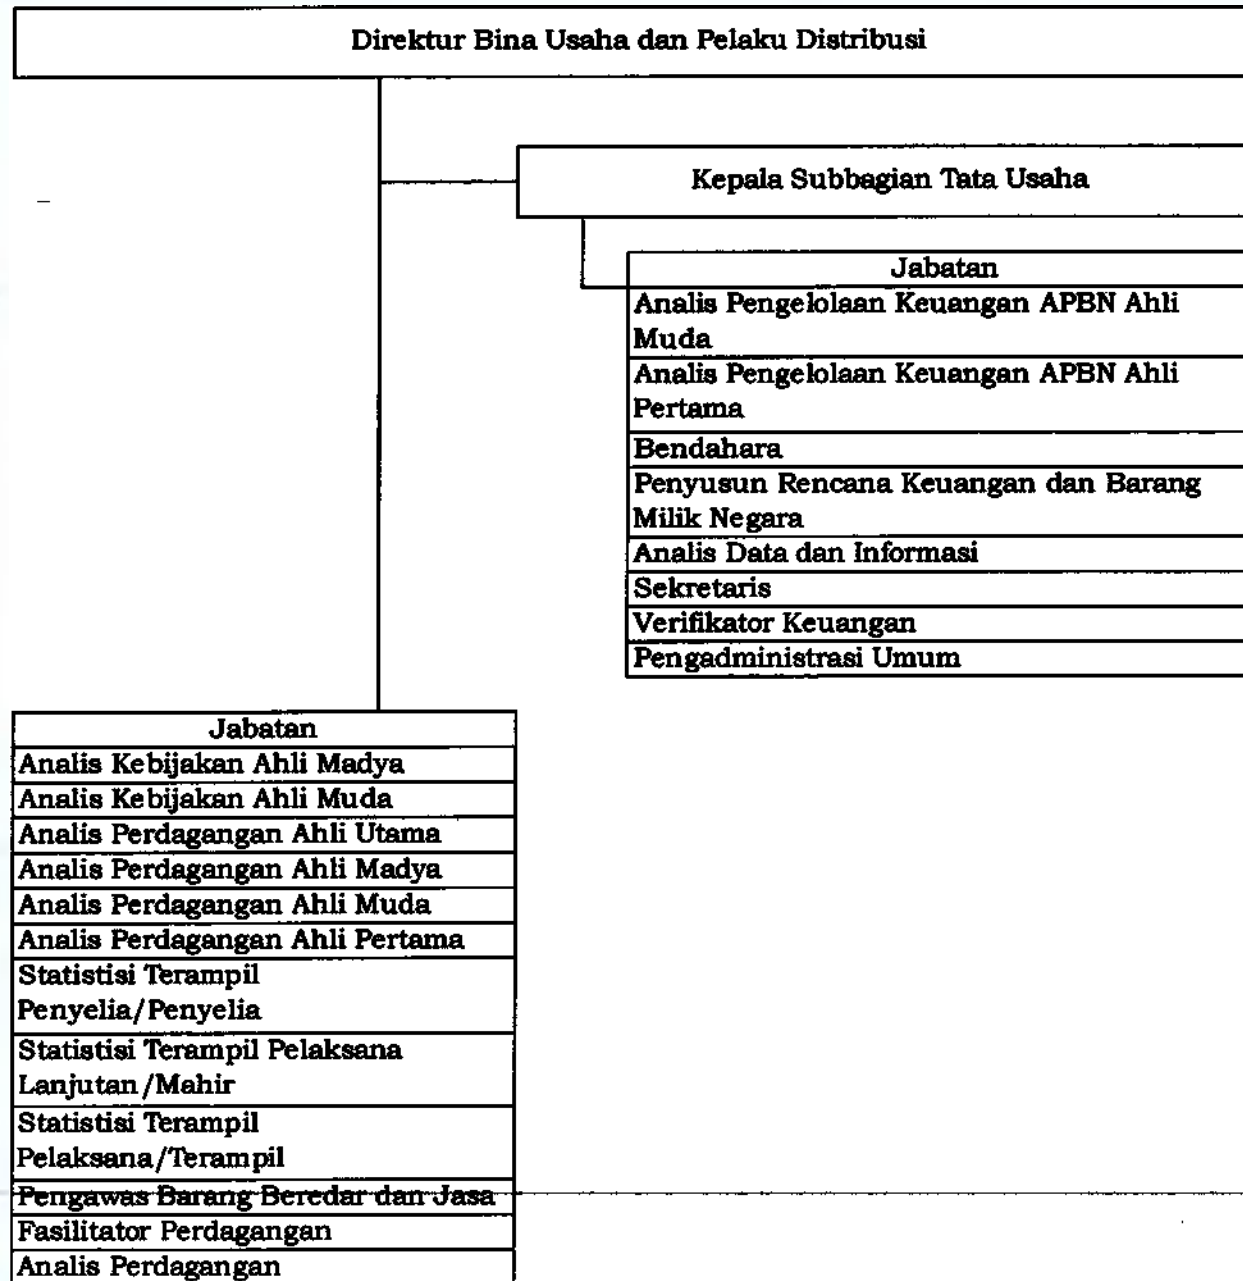 Direktur Bina Usaha dan Pelaku Distribusi
Kepala Subbagian Tata Usaha
Jabatan
Analis Pengelolaan Keuangan APBN Ahli
Muda
Analis Pengelolaan Keuangan APBN Ahli
Pertama
Bendahara
Penyusun Rencana Keuangan dan Barang
Milik Negara
Analis Data dan Informasi
Sekretaris
Verifikator Keuangan
Pengadministrasi Umum
Jabatan
Analis Kebijakan Ahli Madya
Analis Kebijakan Ahli Muda
Analis Perdagangan Ahli Utama
Analis Perdagangan Ahli Madya
Analis Perdagangan Ahli Muda
Analis Perdagangan Ahli Pertama
Statistisi Terampil
Penyelia/Penyelia
Statistisi Terampil Pelaksana
Lanjutan/Mahir
Statistisi Terampil
Pelaksana/Terampil
Pengawas Barang Beredar dan Jasa
Fasilitator Perdagangan
Analis Perdagangan